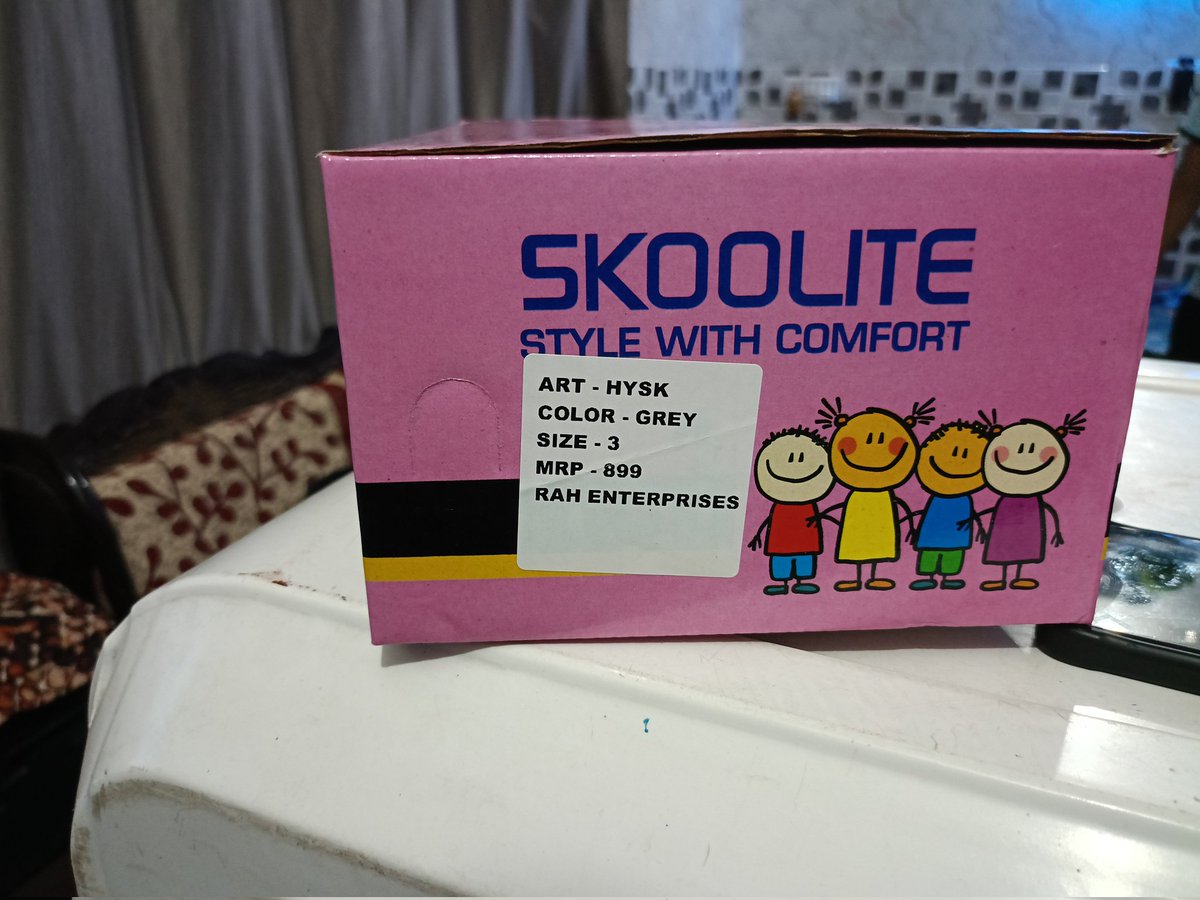 SKOOLITE
STYLE WITH COMFORT
ART - HYSK
COLOR - GREY
SIZE - 3
MRP - 899
RAH ENTERPRISES